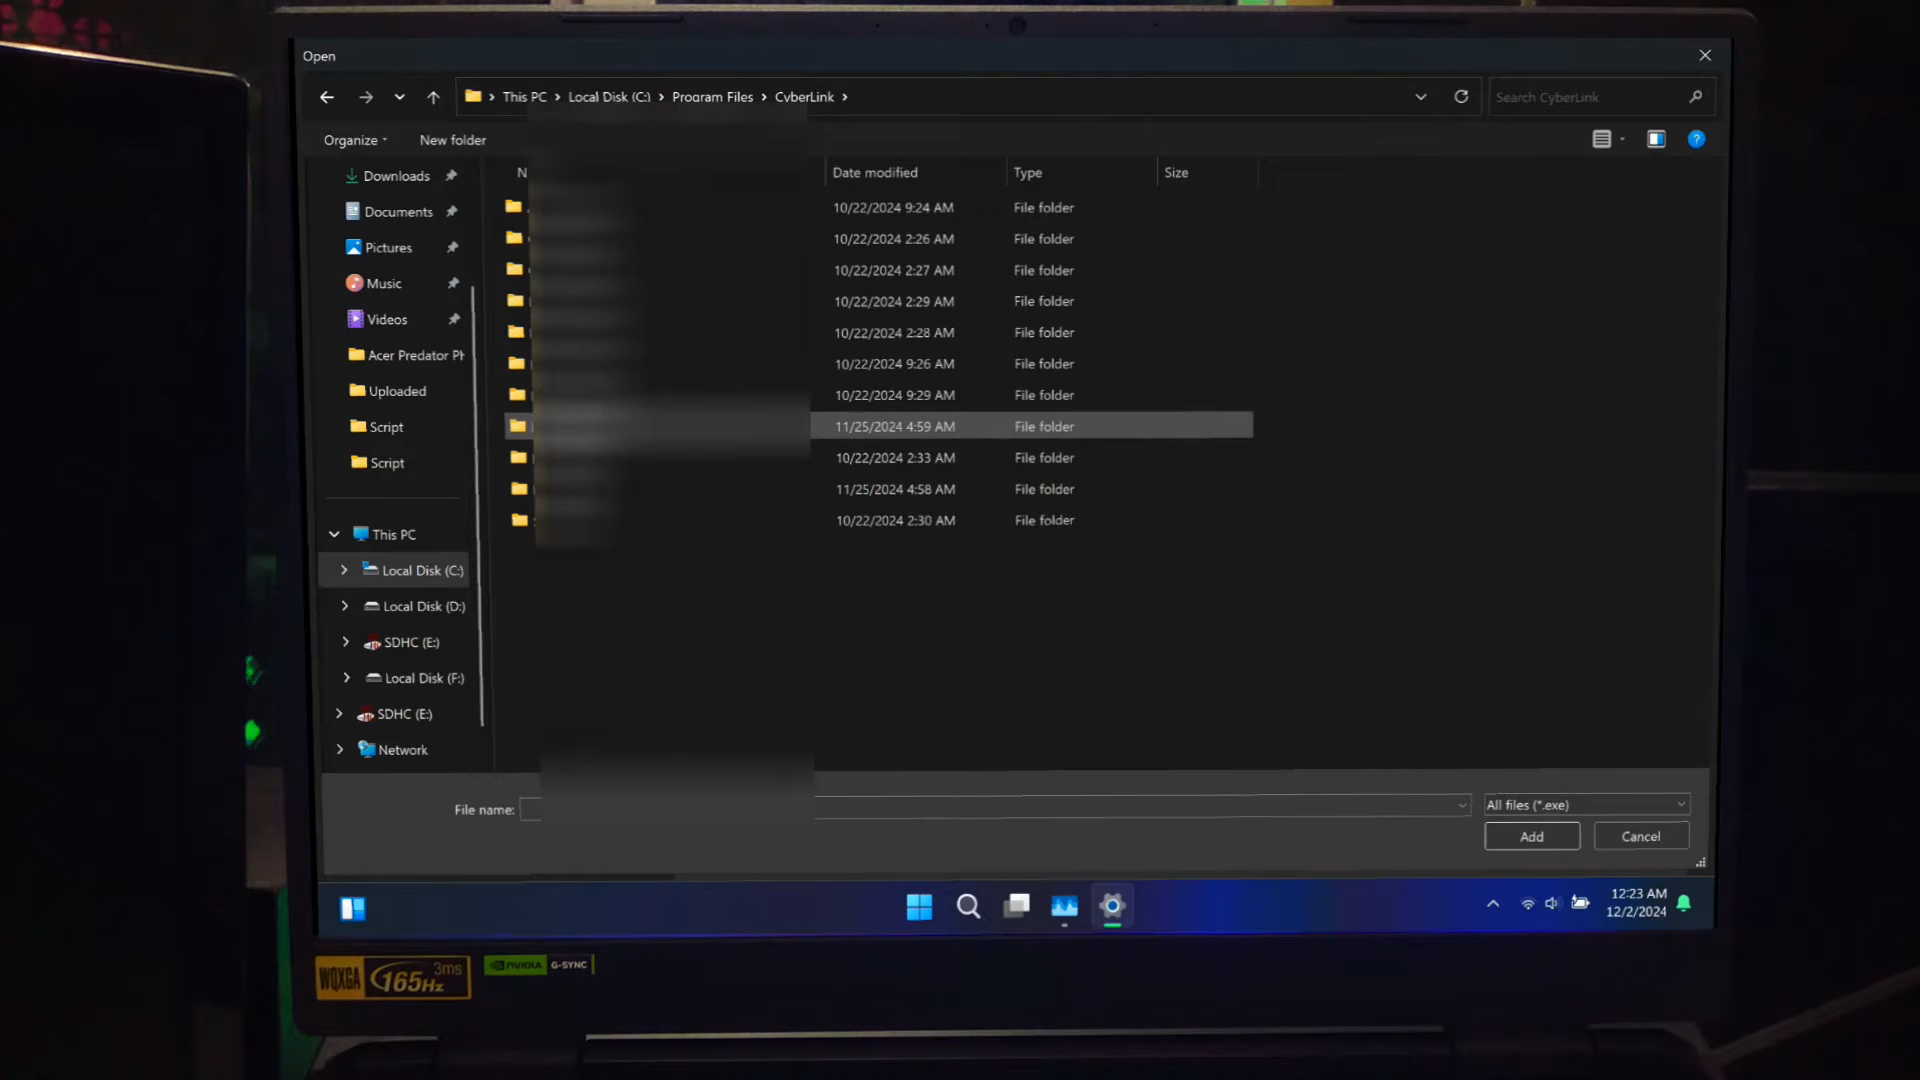 Open
This PC > Local Disk (C:) > Program Files > CyberLink >
Search CyberLink
Organize
New folder
Date modified
Type
Size
Downloads
Documents
Pictures
Music
Videos
Acer Predator PH
Uploaded
Script
Script
10/22/2024 9:24 AM File folder
10/22/2024 2:26 AM File folder
10/22/2024 2:27 AM File folder
10/22/2024 2:29 AM File folder
10/22/2024 2:28 AM File folder
10/22/2024 9:26 AM File folder
10/22/2024 9:29 AM File folder
11/25/2024 4:59 AM File folder
10/22/2024 2:33 AM File folder
11/25/2024 4:58 AM File folder
10/22/2024 2:30 AM File folder
This PC
Local Disk (C:)
Local Disk (D:)
SDHC (E:)
Local Disk (F:)
SDHC (E:)
Network
File name:
All files (*.exe)
Add
Cancel
12:23 AM
12/2/2024
WQXGA 165Hz 3ms
NVIDIA G-SYNC